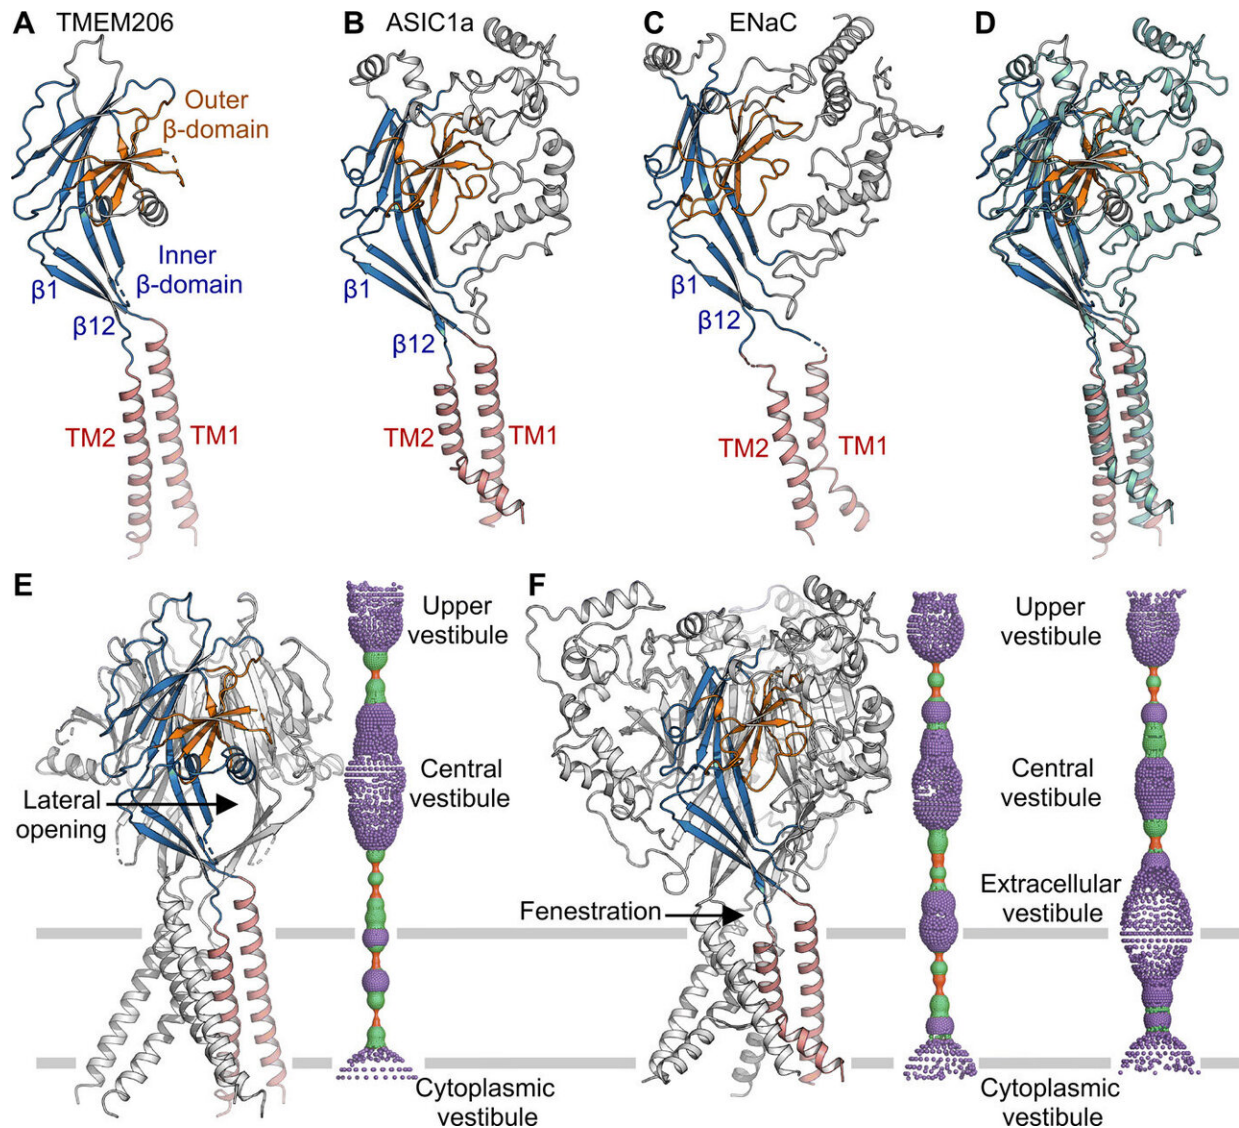 A TMEM206
B ASIC1a
C ENaC
D
Outer
β-domain
Inner
β-domain
β1
β12
TM2
TM1
β1
β12
TM2
TM1
β1
β12
TM2
TM1
E
Upper
vestibule
Lateral
opening
Central
vestibule
Cytoplasmic
vestibule
F
Fenestration
Upper
vestibule
Central
vestibule
Extracellular
vestibule
Cytoplasmic
vestibule